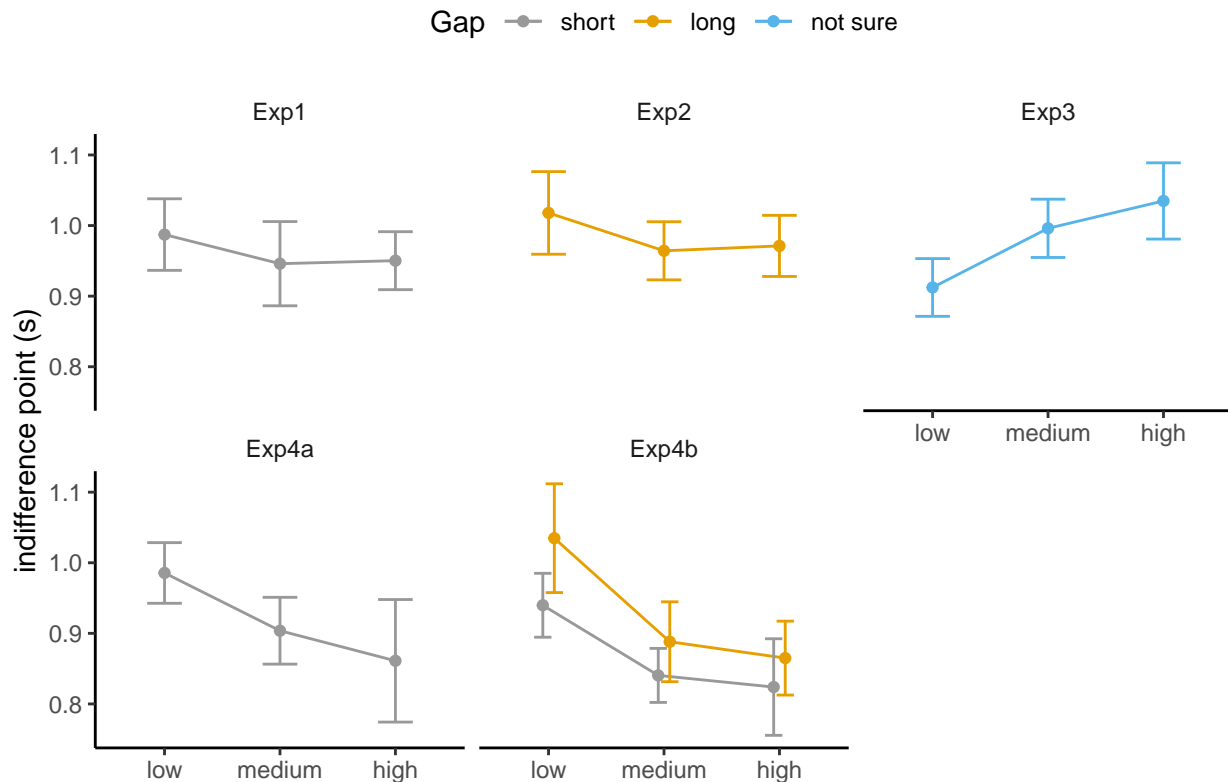 Gap short long not sure
Exp1 Exp2 Exp3
1.1
1.0
0.9
0.8
low medium high
Exp4a Exp4b
1.1
1.0
0.9
0.8
low medium high low medium high
indifference point (s)